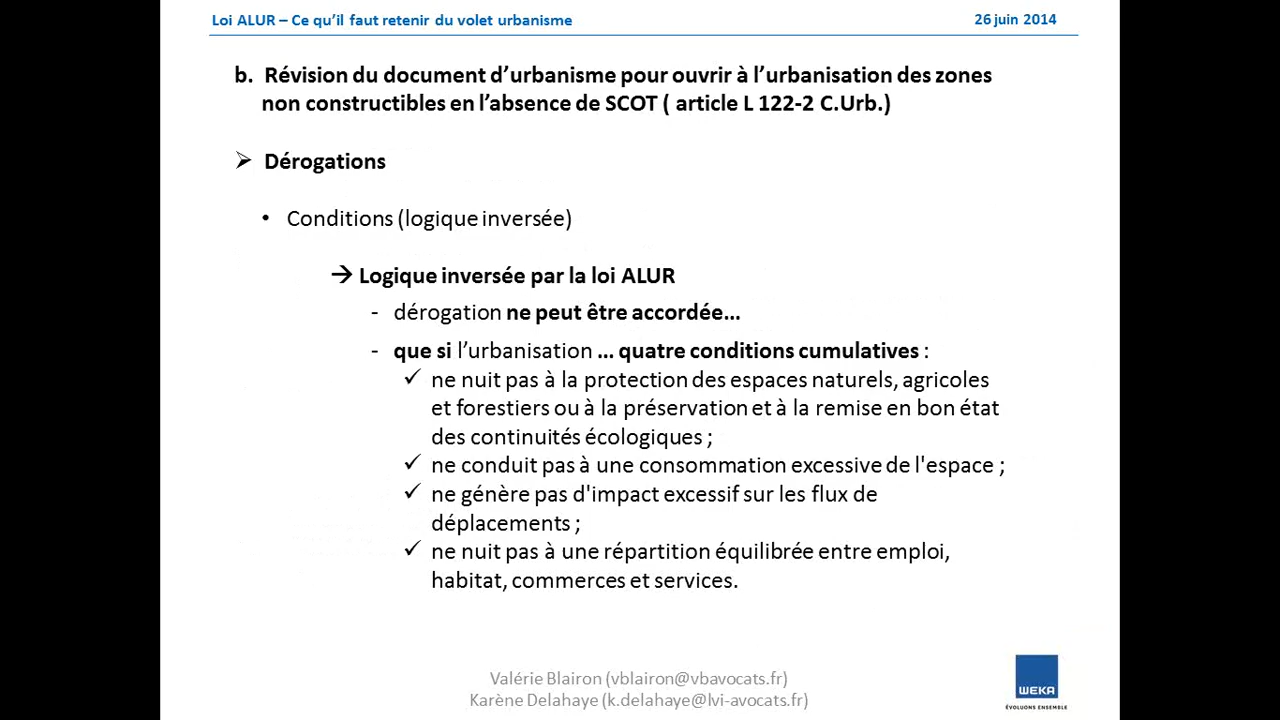 Loi ALUR – Ce qu’il faut retenir du volet urbanisme
26 juin 2014
b. Révision du document d’urbanisme pour ouvrir à l’urbanisation des zones
non constructibles en l’absence de SCOT ( article L 122-2 C.Urb.)
➢ Dérogations
• Conditions (logique inversée)
→ Logique inversée par la loi ALUR
- dérogation ne peut être accordée...
- que si l’urbanisation ... quatre conditions cumulatives :
✓ ne nuit pas à la protection des espaces naturels, agricoles
et forestiers ou à la préservation et à la remise en bon état
des continuités écologiques ;
✓ ne conduit pas à une consommation excessive de l'espace ;
✓ ne génère pas d'impact excessif sur les flux de
déplacements ;
✓ ne nuit pas à une répartition équilibrée entre emploi,
habitat, commerces et services.
Valérie Blairon (vblairon@vbavocats.fr)
Karène Delahaye (k.delahaye@lvi-avocats.fr)
WEKA
ÉVOLUONS ENSEMBLE